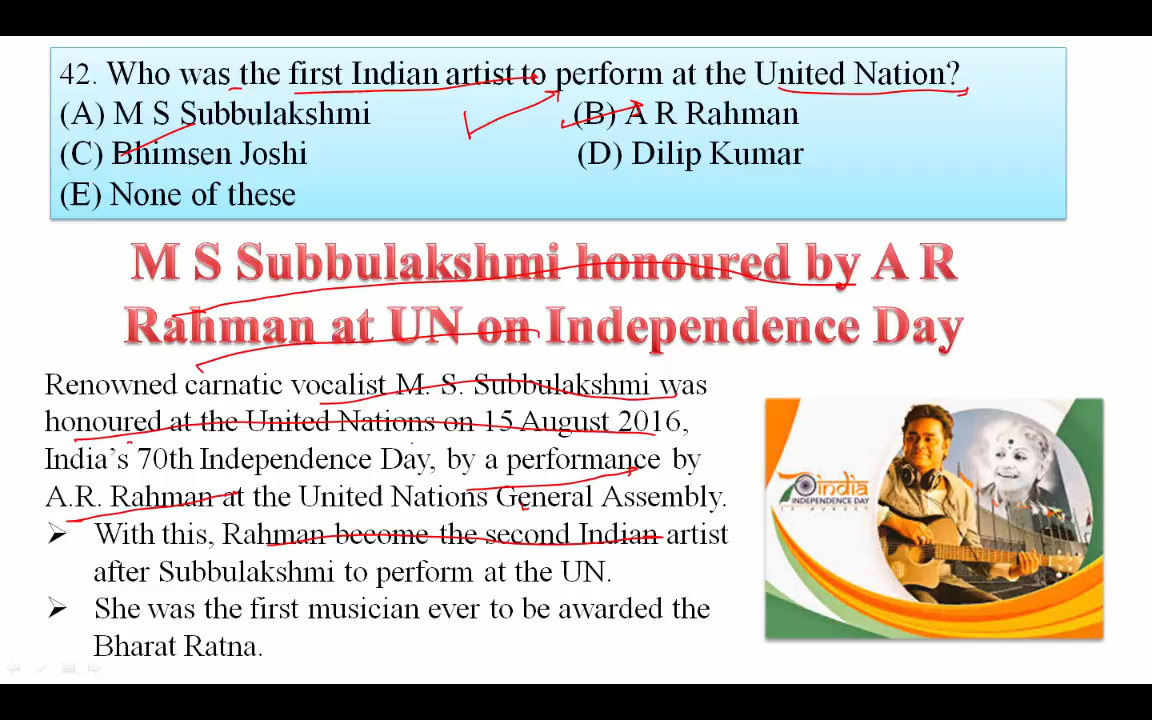 42. Who was the first Indian artist to perform at the United Nation?
(A) M S Subbulakshmi (B) A R Rahman
(C) Bhimsen Joshi (D) Dilip Kumar
(E) None of these
M S Subbulakshmi honoured by A R
Rahman at UN on Independence Day
Renowned carnatic vocalist M. S. Subbulakshmi was
honoured at the United Nations on 15 August 2016,
India's 70th Independence Day, by a performance by
A.R. Rahman at the United Nations General Assembly.
➢ With this, Rahman become the second Indian artist
after Subbulakshmi to perform at the UN.
➢ She was the first musician ever to be awarded the
Bharat Ratna.
70 india
INDEPENDENCE DAY
15 AUGUST